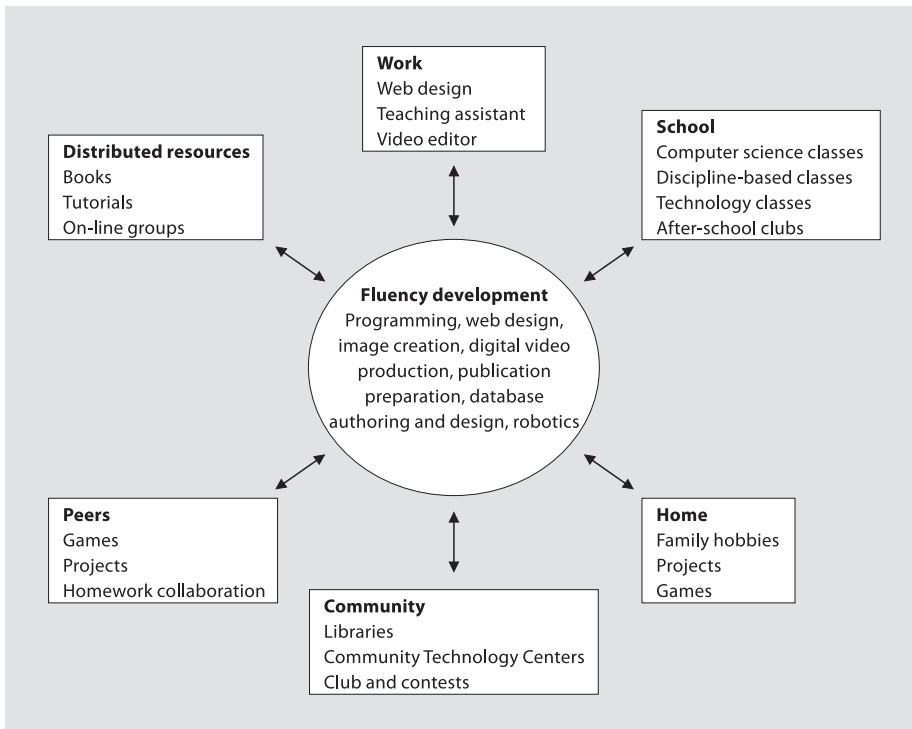 Work
Web design
Teaching assistant
Video editor
School
Computer science classes
Discipline-based classes
Technology classes
After-school clubs
Distributed resources
Books
Tutorials
On-line groups
Fluency development
Programming, web design,
image creation, digital video
production, publication
preparation, database
authoring and design, robotics
Peers
Games
Projects
Homework collaboration
Community
Libraries
Community Technology Centers
Club and contests
Home
Family hobbies
Projects
Games